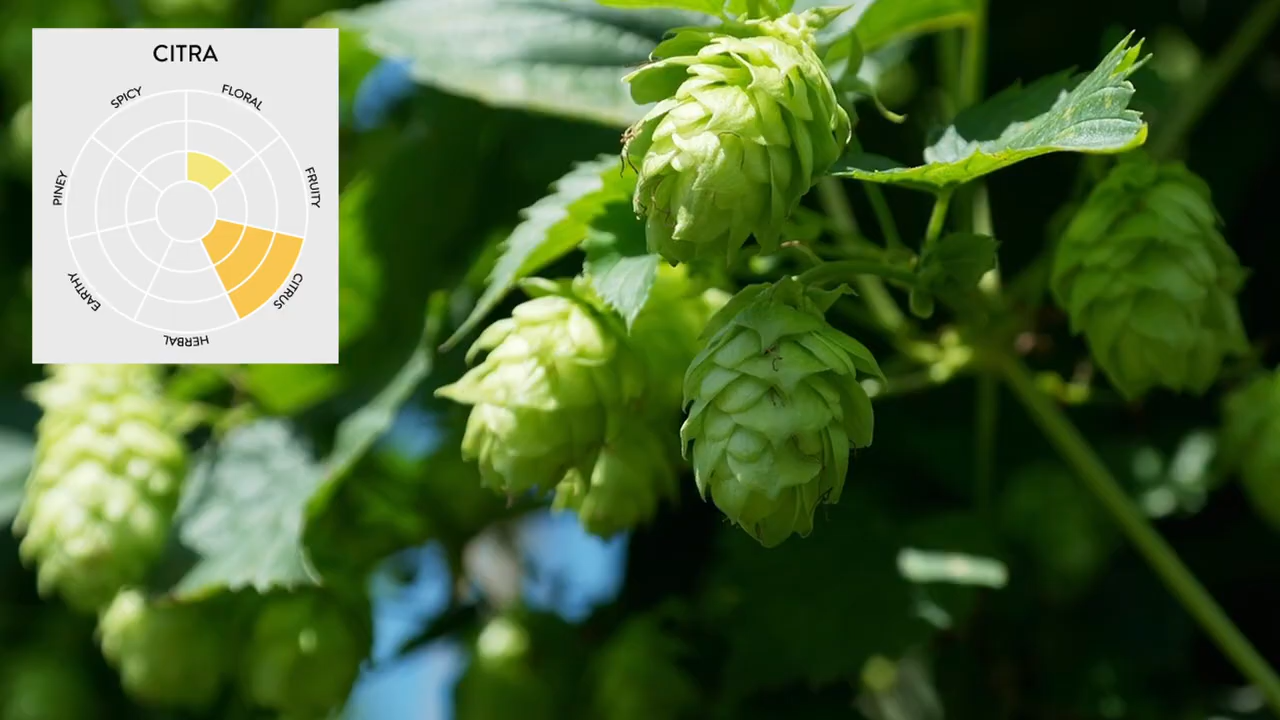 CITRA
SPICY
FLORAL
PINEY
FRUITY
EARTHY
CITRUS
HERBAL